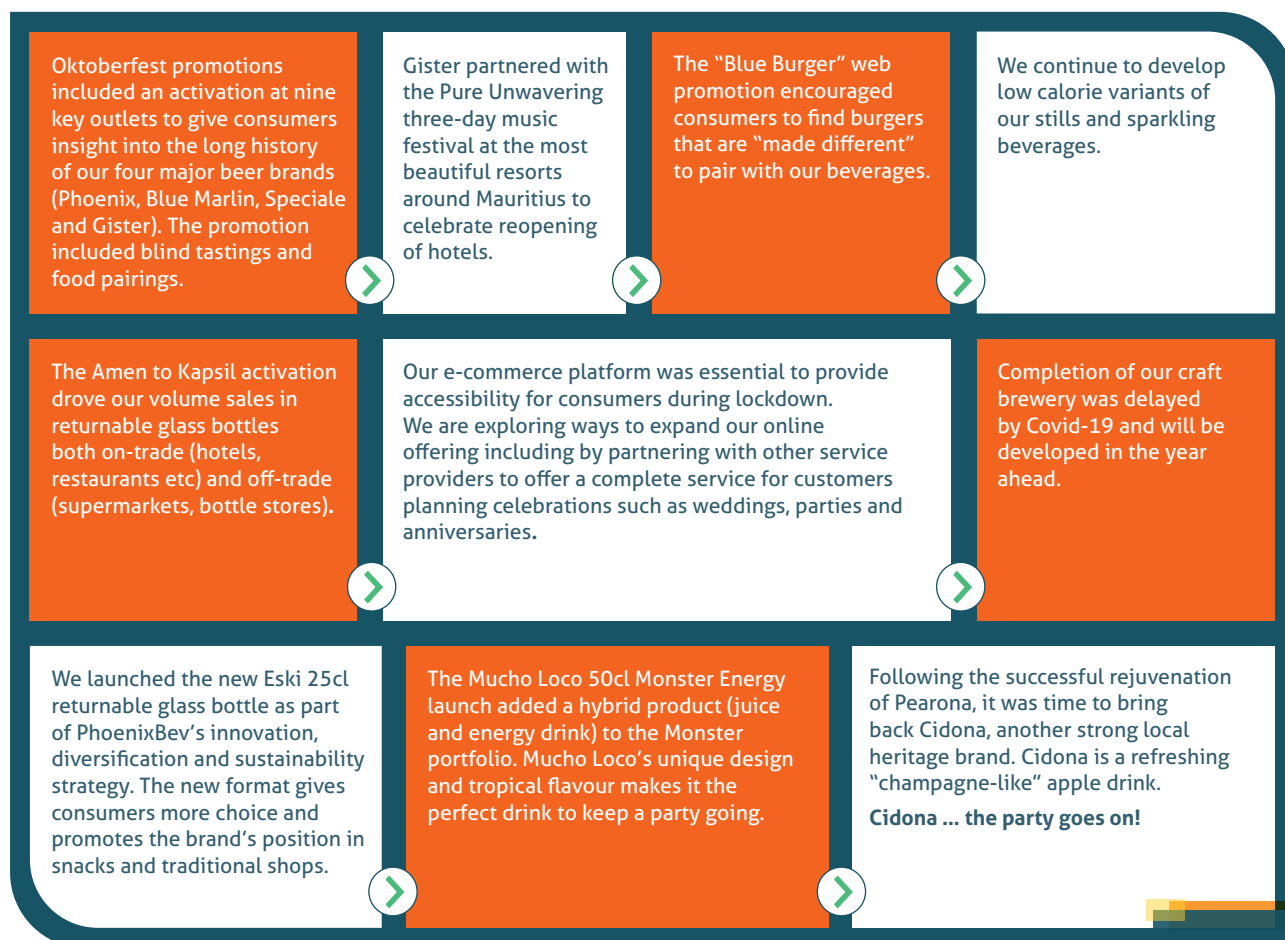 Oktoberfest promotions
included an activation at nine
key outlets to give consumers
insight into the long history
of our four major beer brands
(Phoenix, Blue Marlin, Speciale
and Gister). The promotion
included blind tastings and
food pairings.
Gister partnered with
the Pure Unwavering
three-day music
festival at the most
beautiful resorts
around Mauritius to
celebrate reopening
of hotels.
The “Blue Burger” web
promotion encouraged
consumers to find burgers
that are “made different”
to pair with our beverages.
We continue to develop
low calorie variants of
our stills and sparkling
beverages.
The Amen to Kapsil activation
drove our volume sales in
returnable glass bottles
both on-trade (hotels,
restaurants etc) and off-trade
(supermarkets, bottle stores).
Our e-commerce platform was essential to provide
accessibility for consumers during lockdown.
We are exploring ways to expand our online
offering including by partnering with other service
providers to offer a complete service for customers
planning celebrations such as weddings, parties and
anniversaries.
Completion of our craft
brewery was delayed
by Covid-19 and will be
developed in the year
ahead.
We launched the new Eski 25cl
returnable glass bottle as part
of PhoenixBev’s innovation,
diversification and sustainability
strategy. The new format gives
consumers more choice and
promotes the brand’s position in
snacks and traditional shops.
The Mucho Loco 50cl Monster Energy
launch added a hybrid product (juice
and energy drink) to the Monster
portfolio. Mucho Loco’s unique design
and tropical flavour makes it the
perfect drink to keep a party going.
Following the successful rejuvenation
of Pearona, it was time to bring
back Cidona, another strong local
heritage brand. Cidona is a refreshing
“champagne-like” apple drink.
Cidona ... the party goes on!